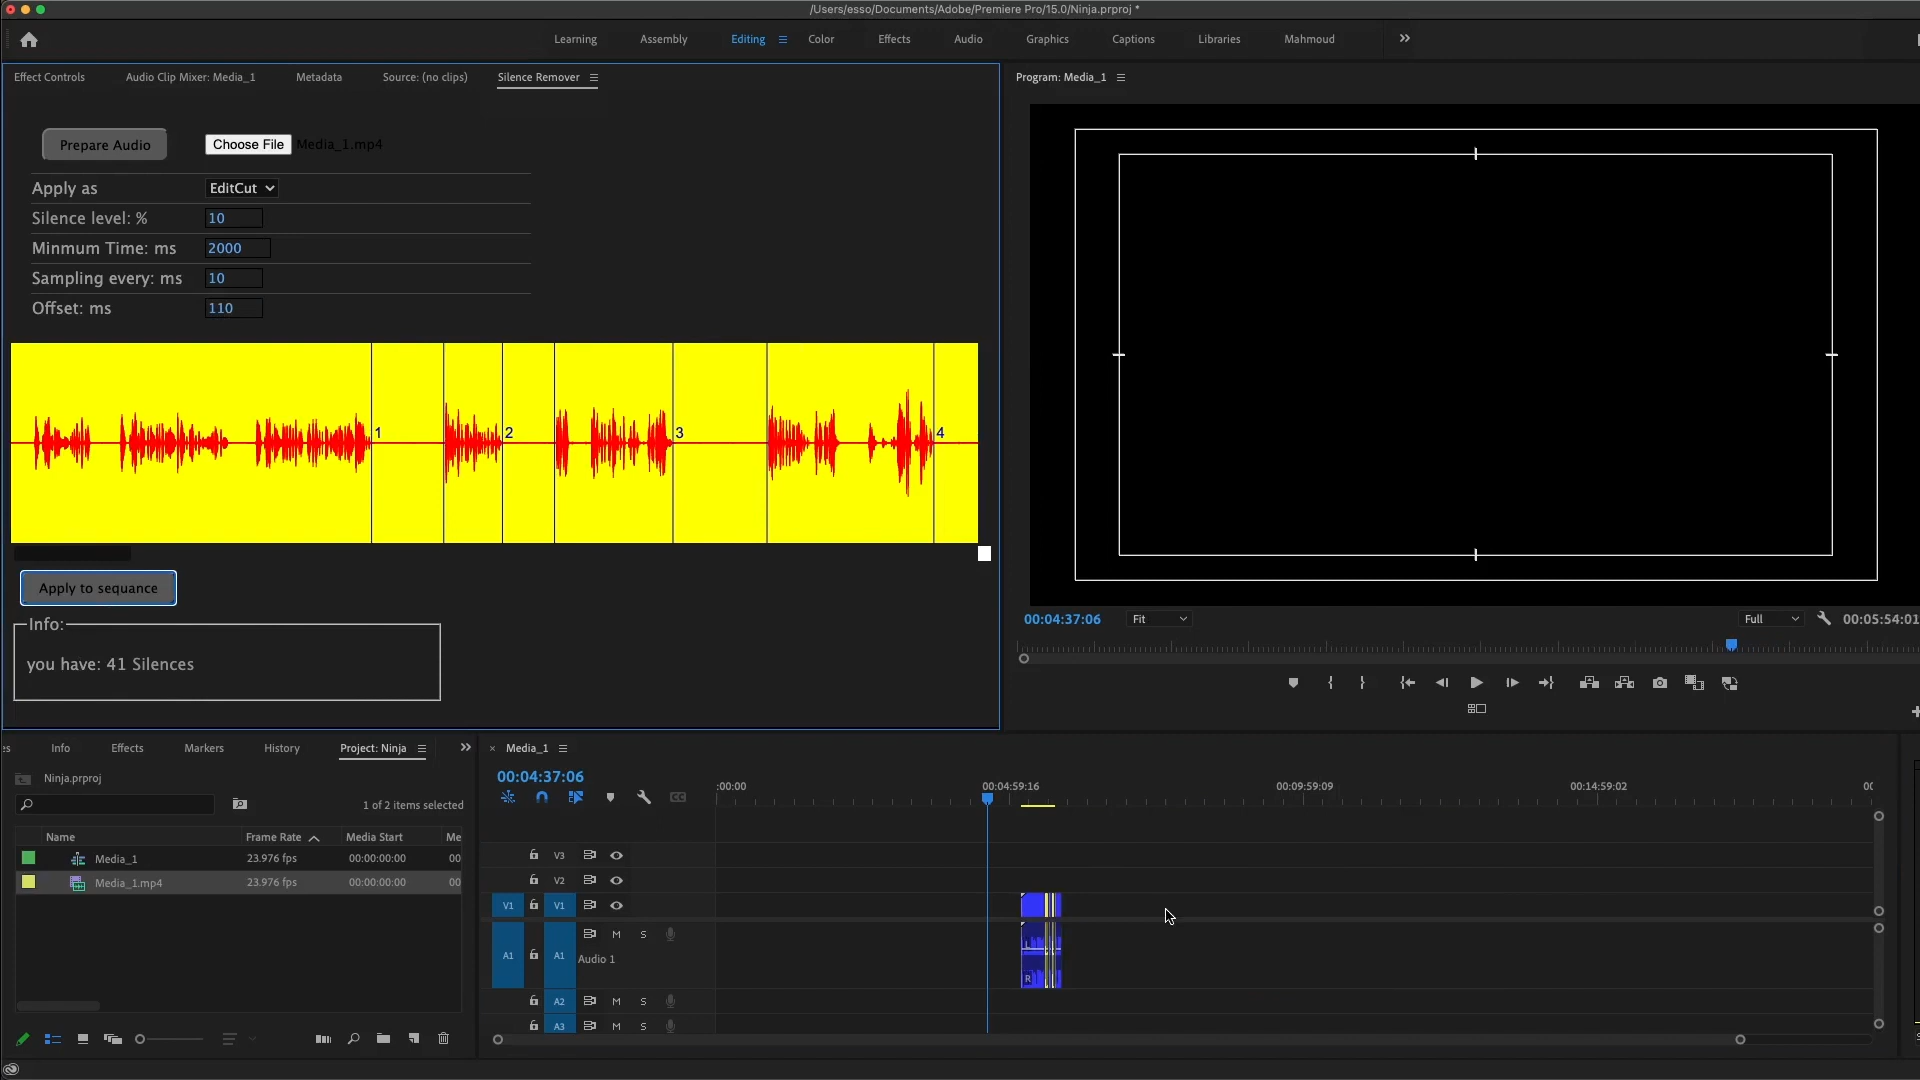 /Users/esso/Documents/Adobe/Premiere Pro/15.0/Ninja.prproj *
Learning Assembly Editing Color Effects Audio Graphics Captions Libraries Mahmoud
Effect Controls Audio Clip Mixer: Media_1 Metadata Source: (no clips) Silence Remover
Program: Media_1
Prepare Audio Choose File Media_1.mp4
Apply as EditCut
Silence level: % 10
Minmum Time: ms 2000
Sampling every: ms 10
Offset: ms 110
1 2 3 4
Apply to sequance
Info:
you have: 41 Silences
00:04:37:06 Fit Full 00:05:54:01
es Info Effects Markers History Project: Ninja
Ninja.prproj
1 of 2 items selected
Name Frame Rate Media Start Me
Media_1 23.976 fps 00:00:00:00 00
Media_1.mp4 23.976 fps 00:00:00:00 00
× Media_1
00:04:37:06
:00:00 00:04:59:16 00:09:59:09 00:14:59:02 00
V3
V2
V1 V1
M S
A1 A1 Audio 1
L
R
A2 M S
A3 M S